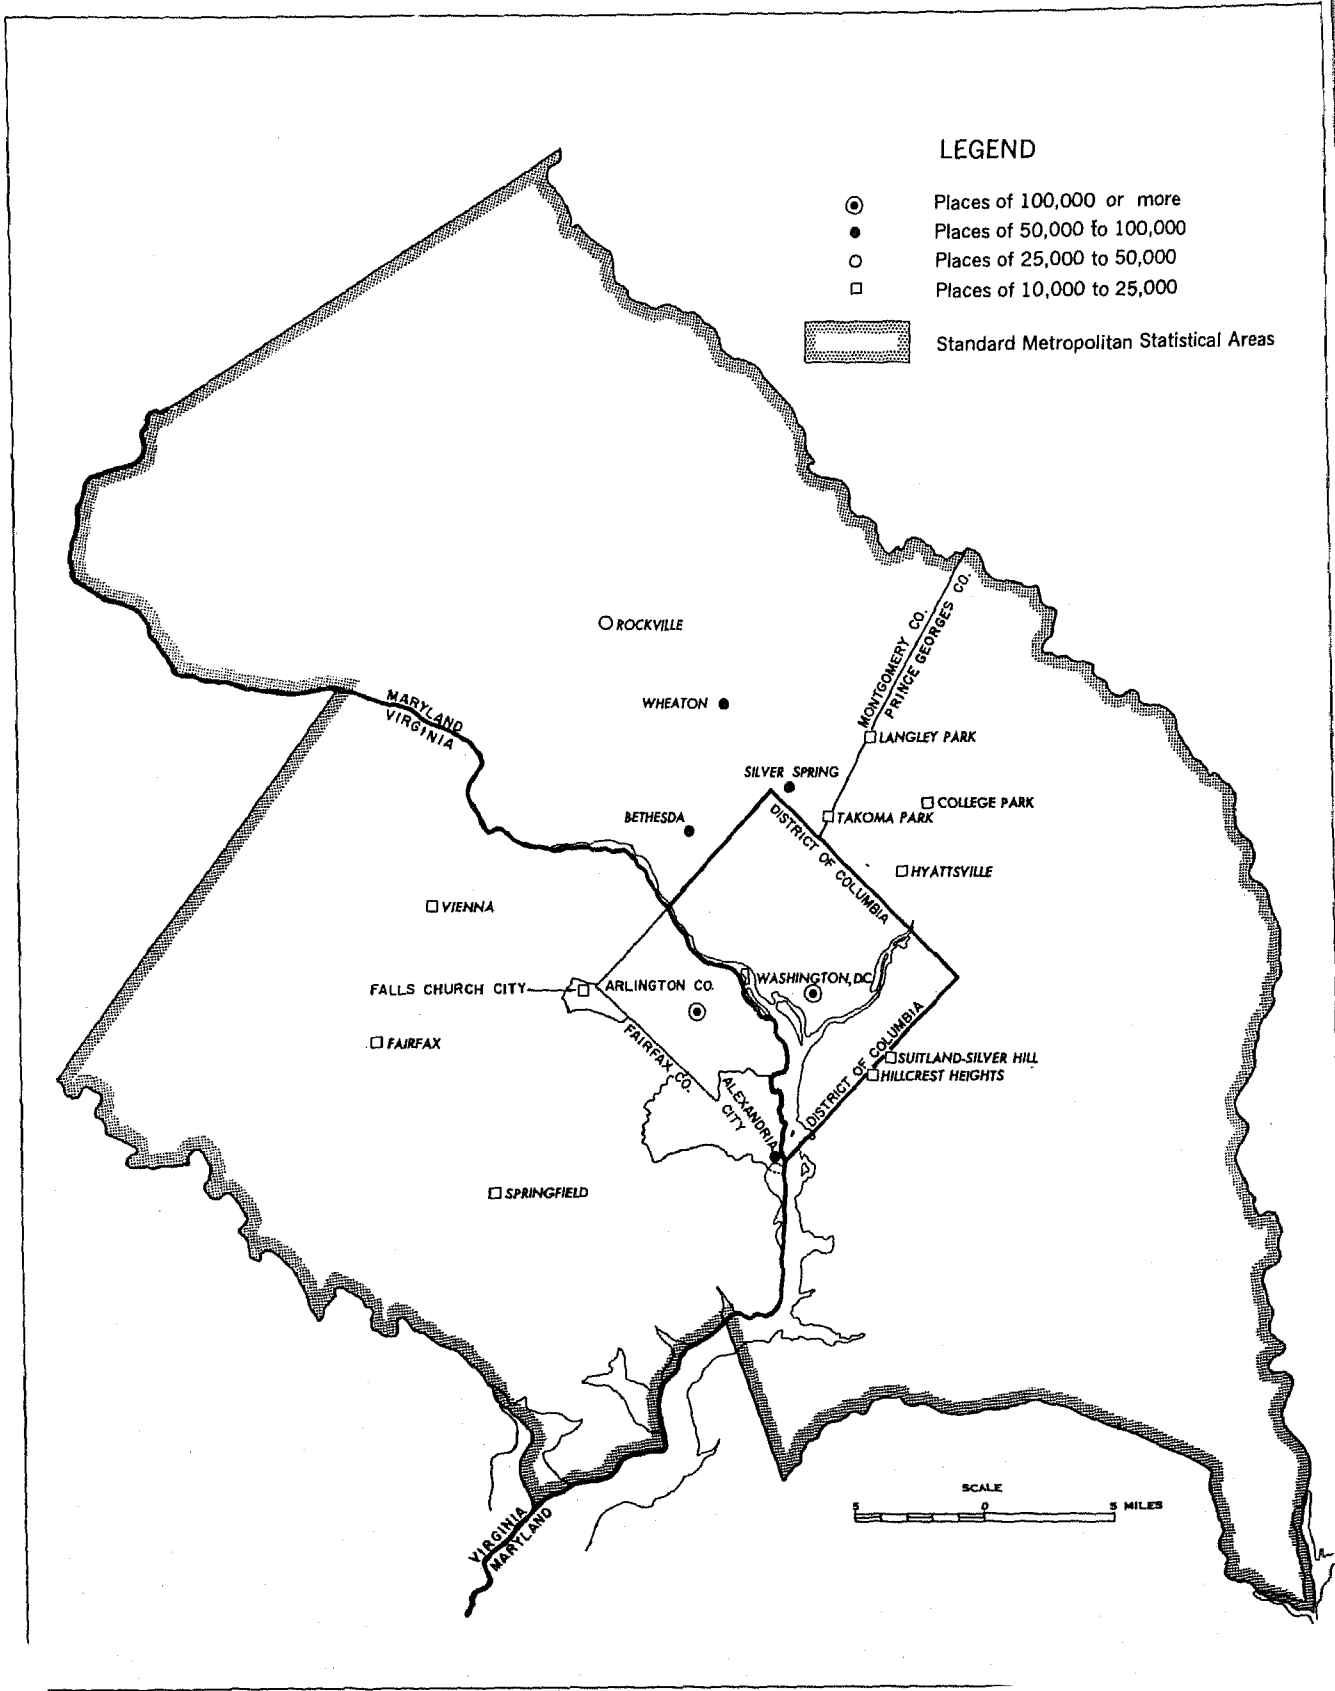 LEGEND
Places of 100,000 or more
Places of 50,000 to 100,000
Places of 25,000 to 50,000
Places of 10,000 to 25,000
Standard Metropolitan Statistical Areas
MONTGOMERY CO.
PRINCE GEORGES CO.
ROCKVILLE
MARYLAND
VIRGINIA
WHEATON
LANGLEY PARK
SILVER SPRING
COLLEGE PARK
BETHESDA
TAKOMA PARK
DISTRICT OF COLUMBIA
HYATTSVILLE
VIENNA
WASHINGTON, D.C.
FALLS CHURCH CITY
ARLINGTON CO.
FAIRFAX
FAIRFAX CO.
DISTRICT OF COLUMBIA
SUITLAND-SILVER HILL
HILLCREST HEIGHTS
ALEXANDRIA
CITY
SPRINGFIELD
SCALE
5 0 5 MILES
VIRGINIA
MARYLAND